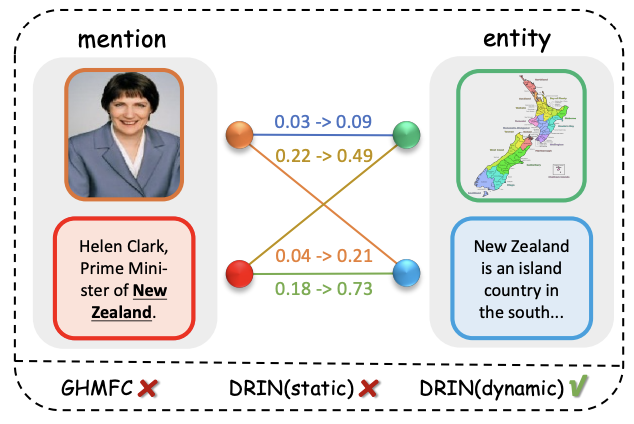 mention
entity
0.03 -> 0.09
0.22 -> 0.49
Helen Clark,
Prime Mini-
ster of New
Zealand.
0.04 -> 0.21
0.18 -> 0.73
New Zealand
is an island
country in
the south...
GHMFC ✘ DRIN(static) ✘ DRIN(dynamic) √